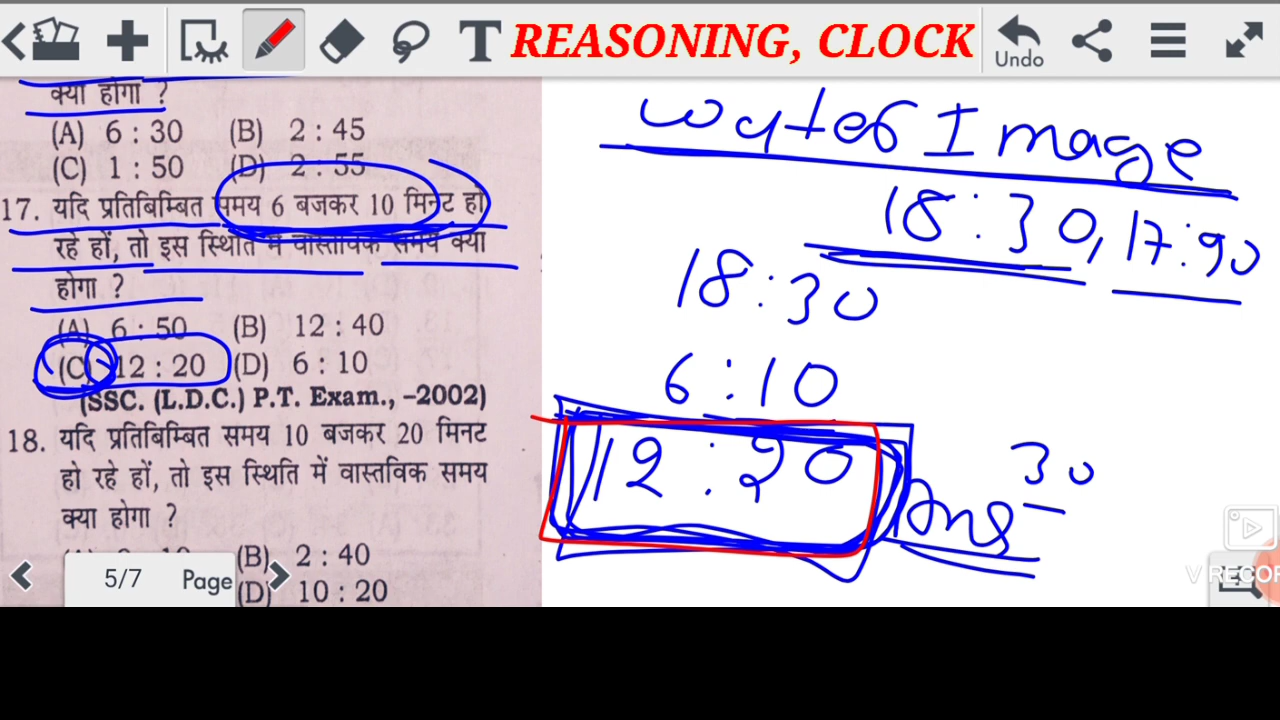 REASONING, CLOCK
Undo
क्या होगा ?
(A) 6 : 30 (B) 2 : 45
(C) 1 : 50 (D) 2 : 55
17. यदि प्रतिबिम्बित समय 6 बजकर 10 मिनट हो
रहे हों, तो इस स्थिति में वास्तविक समय क्या
होगा ?
(A) 6 : 50 (B) 12 : 40
(C) 12 : 20 (D) 6 : 10
(SSC. (L.D.C.) P.T. Exam., -2002)
18. यदि प्रतिबिम्बित समय 10 बजकर 20 मिनट
हो रहे हों, तो इस स्थिति में वास्तविक समय
क्या होगा ?
(B) 2 : 40
(D) 10 : 20
5/7 Page
Image
18:30, 17:90
18:30
6:10
12:20 Ans
30
V RECOR